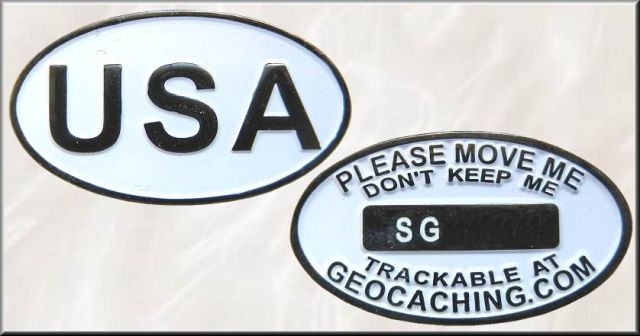 USA
PLEASE MOVE ME
DON'T KEEP ME
SG
TRACKABLE AT
GEOCACHING.COM